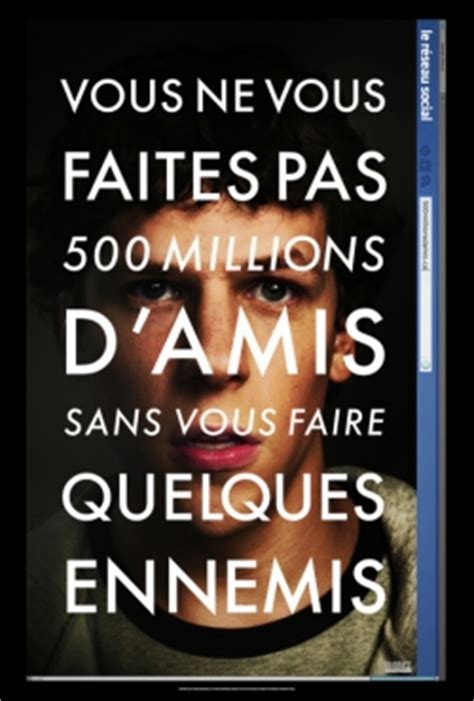 VOUS NE VOUS
FAITES PAS
500 MILLIONS
D'AMIS
SANS VOUS FAIRE
QUELQUES
ENNEMIS
le réseau social